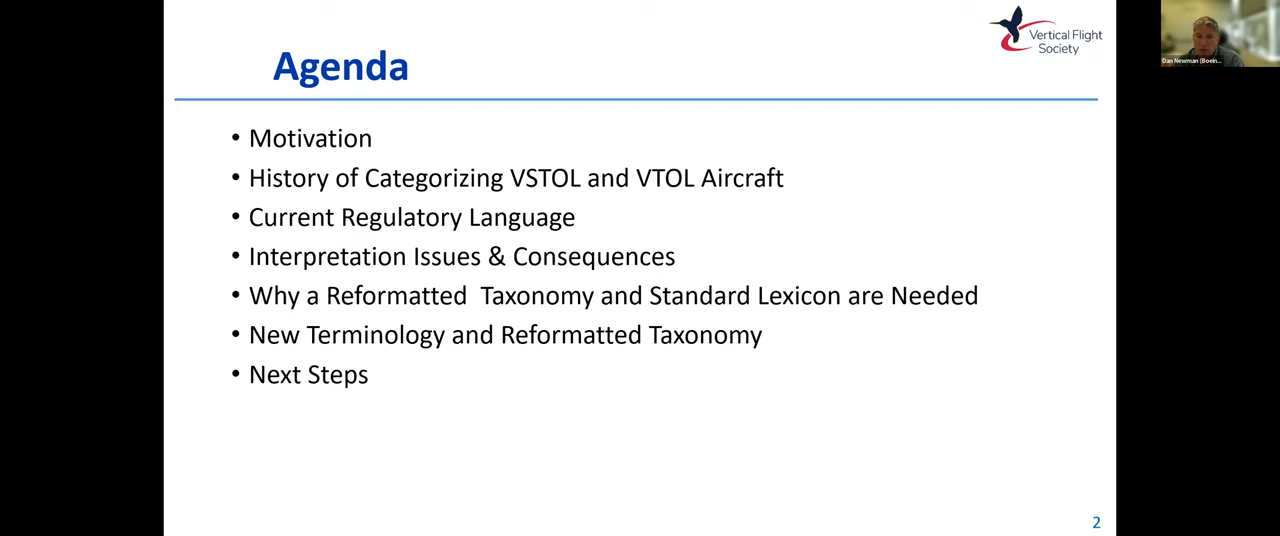 Vertical Flight
Society
Dan Newman (Boein...
Agenda
• Motivation
• History of Categorizing VSTOL and VTOL Aircraft
• Current Regulatory Language
• Interpretation Issues & Consequences
• Why a Reformatted  Taxonomy and Standard Lexicon are Needed
• New Terminology and Reformatted Taxonomy
• Next Steps
2